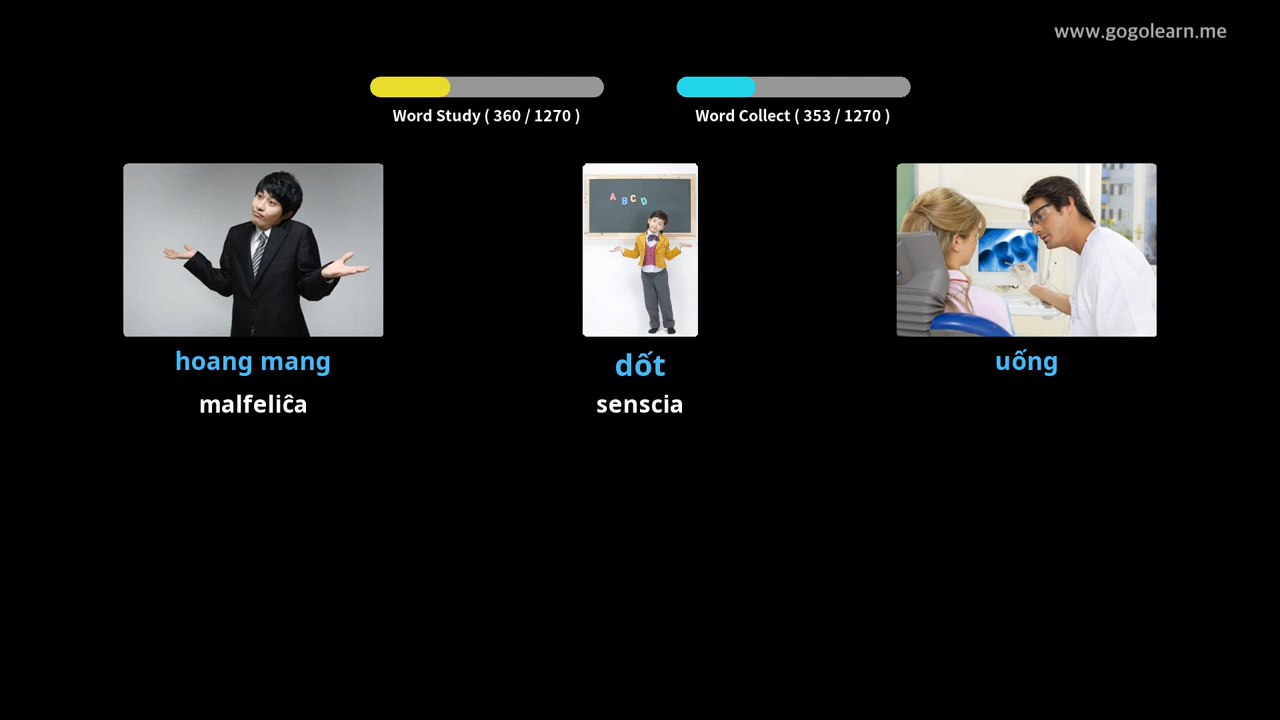 www.gogolearn.me
Word Study ( 360 / 1270 )
Word Collect ( 353 / 1270 )
A B C D
hoang mang
dốt
uống
malfeliĉa
senscia